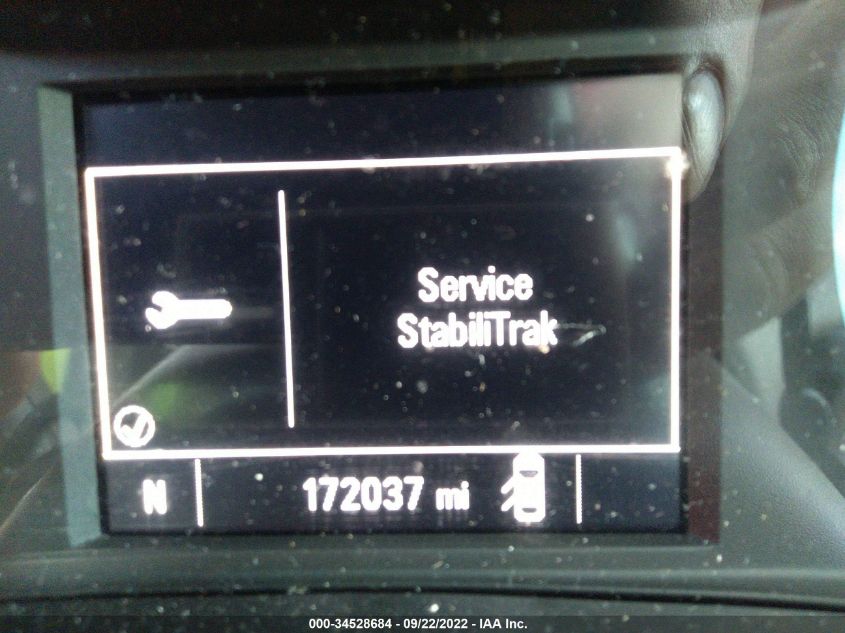 Service
StabiliTrak
N 172037 mi
000-34528684 - 09/22/2022 - IAA Inc.